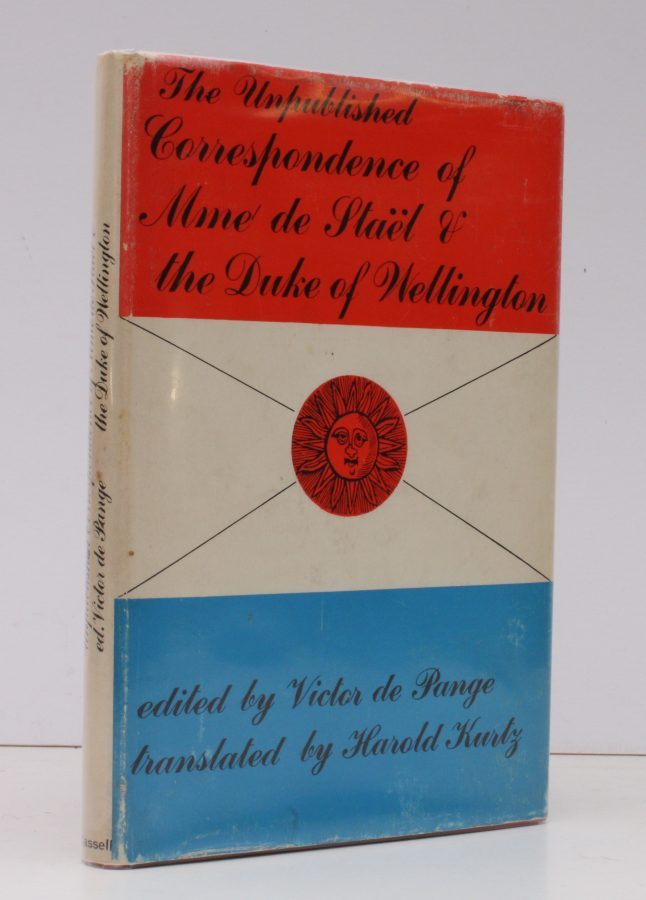 The Unpublished
Correspondence of
Mme de Staël &
the Duke of Wellington
edited by Victor de Pange
translated by Harold Kurtz
the Duke of Wellington
ed. Victor de Pange
assell